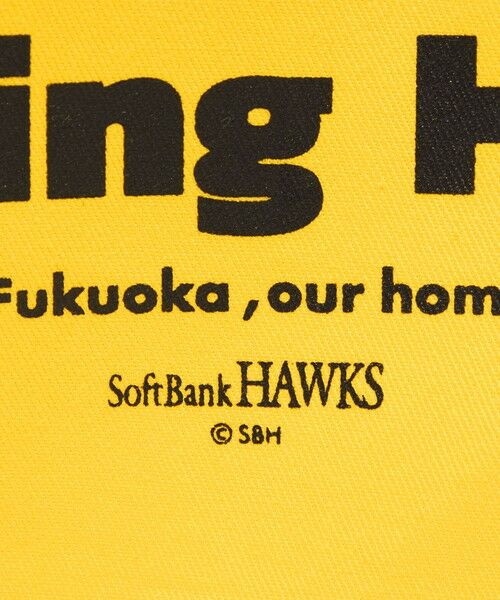 ing H
Fukuoka ,our hom
SoftBank HAWKS
© SBH